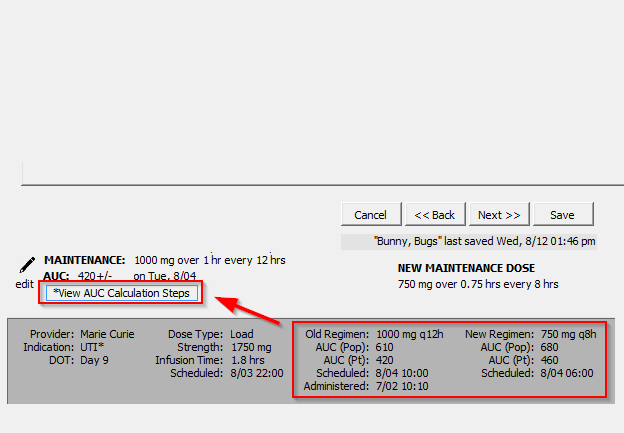 Cancel << Back Next >> Save
"Bunny, Bugs" last saved Wed, 8/12 01:46 pm
MAINTENANCE: 1000 mg over 1 hr every 12 hrs
AUC: 420+/- on Tue, 8/04
edit
*View AUC Calculation Steps
NEW MAINTENANCE DOSE
750 mg over 0.75 hrs every 8 hrs
Provider: Marie Curie
Indication: UTI*
DOT: Day 9
Dose Type: Load
Strength: 1750 mg
Infusion Time: 1.8 hrs
Scheduled: 8/03 22:00
Old Regimen: 1000 mg q12h
AUC (Pop): 610
AUC (Pt): 420
Scheduled: 8/04 10:00
Administered: 7/02 10:10
New Regimen: 750 mg q8h
AUC (Pop): 680
AUC (Pt): 460
Scheduled: 8/04 06:00